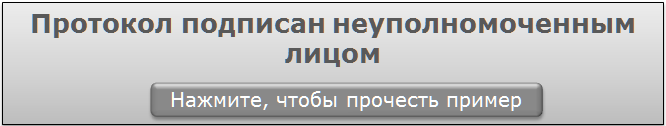 Протокол подписан неуполномоченным
лицом
Нажмите, чтобы прочесть пример